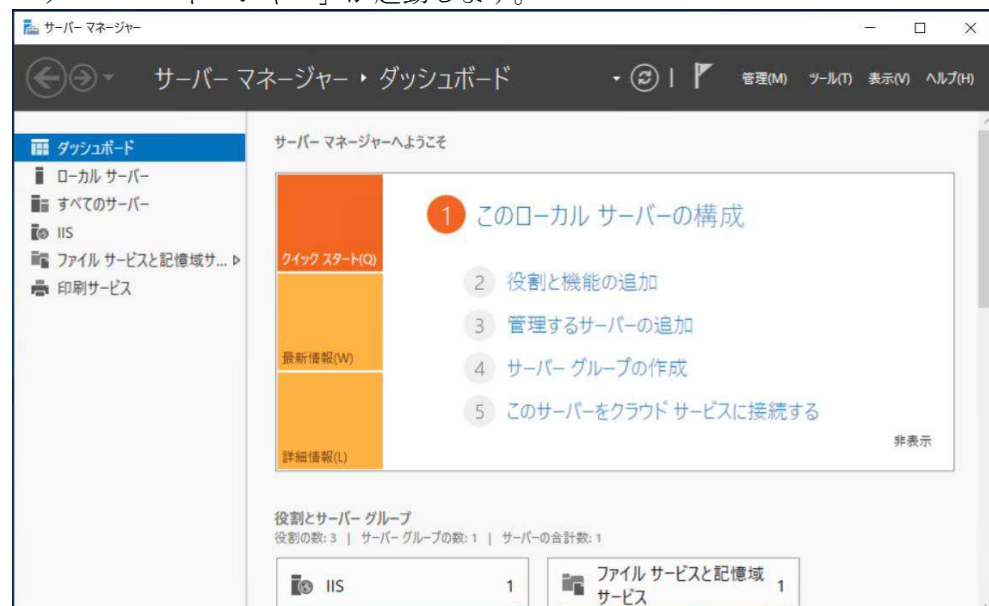 サーバー マネージャー
サーバー マネージャー ・ ダッシュボード
管理(M) ツール(T) 表示(V) ヘルプ(H)
ダッシュボード
ローカル サーバー
すべてのサーバー
IIS
ファイル サービスと記憶域サ...
印刷サービス
サーバー マネージャーへようこそ
クイック スタート(Q)
最新情報(W)
詳細情報(L)
1 このローカル サーバーの構成
2 役割と機能の追加
3 管理するサーバーの追加
4 サーバー グループの作成
5 このサーバーをクラウド サービスに接続する
非表示
役割とサーバー グループ
役割の数: 3 | サーバー グループの数: 1 | サーバーの合計数: 1
IIS 1
ファイル サービスと記憶域 1
サービス